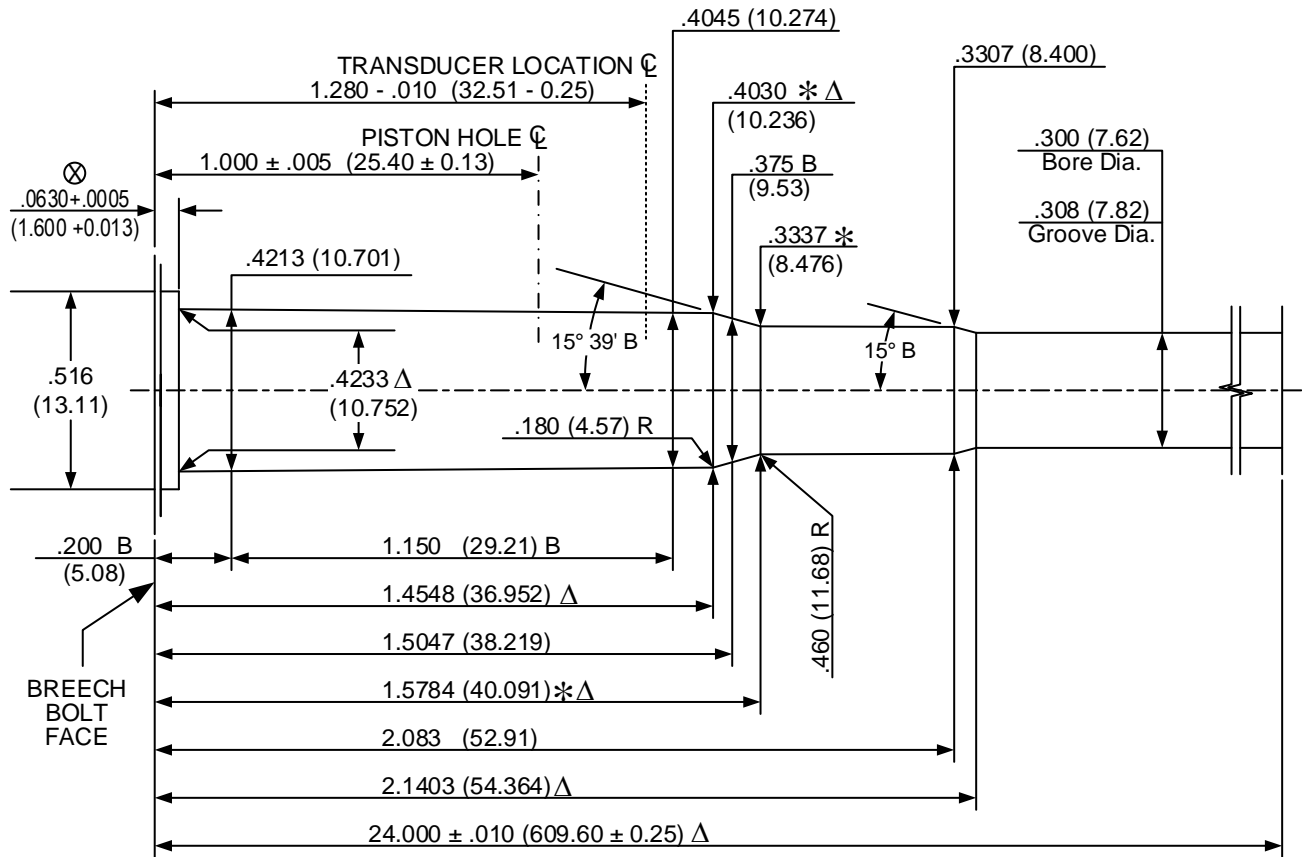 .4045 (10.274)
.3307 (8.400)
TRANSDUCER LOCATION ℄
1.280 - .010 (32.51 - 0.25)
.4030 ✻ Δ
(10.236)
PISTON HOLE ℄
1.000 ± .005 (25.40 ± 0.13)
.300 (7.62)
Bore Dia.
⊗
.0630+.0005
(1.600 +0.013)
.375 B
(9.53)
.308 (7.82)
Groove Dia.
.3337 ✻
(8.476)
.4213 (10.701)
15° 39' B
15° B
.516
(13.11)
.4233 Δ
(10.752)
.180 (4.57) R
.460 (11.68) R
.200 B
(5.08)
1.150 (29.21) B
1.4548 (36.952) Δ
1.5047 (38.219)
BREECH
BOLT
FACE
1.5784 (40.091)✻ Δ
2.083 (52.91)
2.1403 (54.364) Δ
24.000 ± .010 (609.60 ± 0.25) Δ